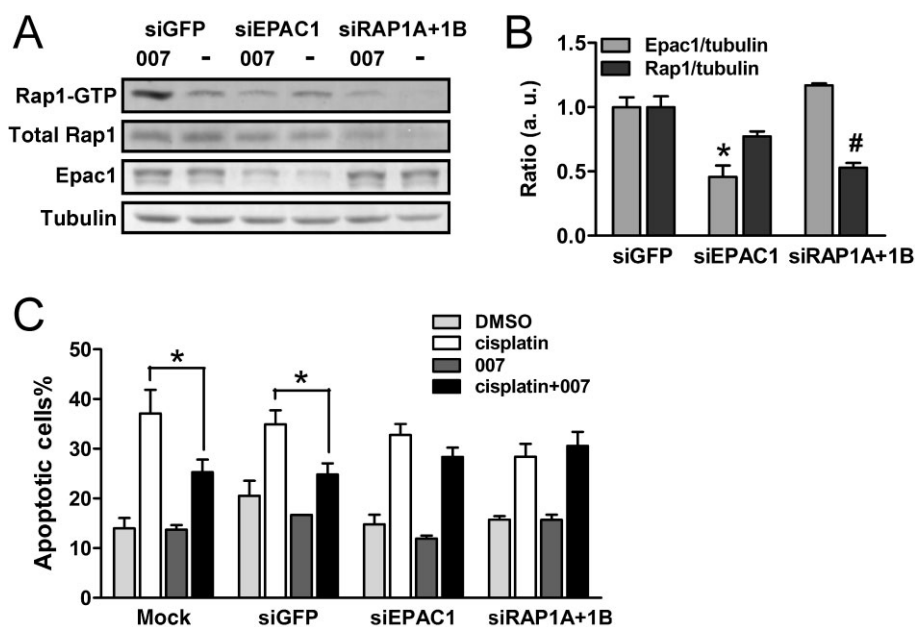 A
siGFP siEPAC1 siRAP1A+1B
007 - 007 - 007 -
Rap1-GTP
Total Rap1
Epac1
Tubulin
B
Epac1/tubulin
Rap1/tubulin
Ratio (a. u.)
1.5
1.0
0.5
0.0
*
#
siGFP siEPAC1 siRAP1A+1B
C
DMSO
cisplatin
007
cisplatin+007
Apoptotic cells%
50
40
30
20
10
0
* *
Mock siGFP siEPAC1 siRAP1A+1B